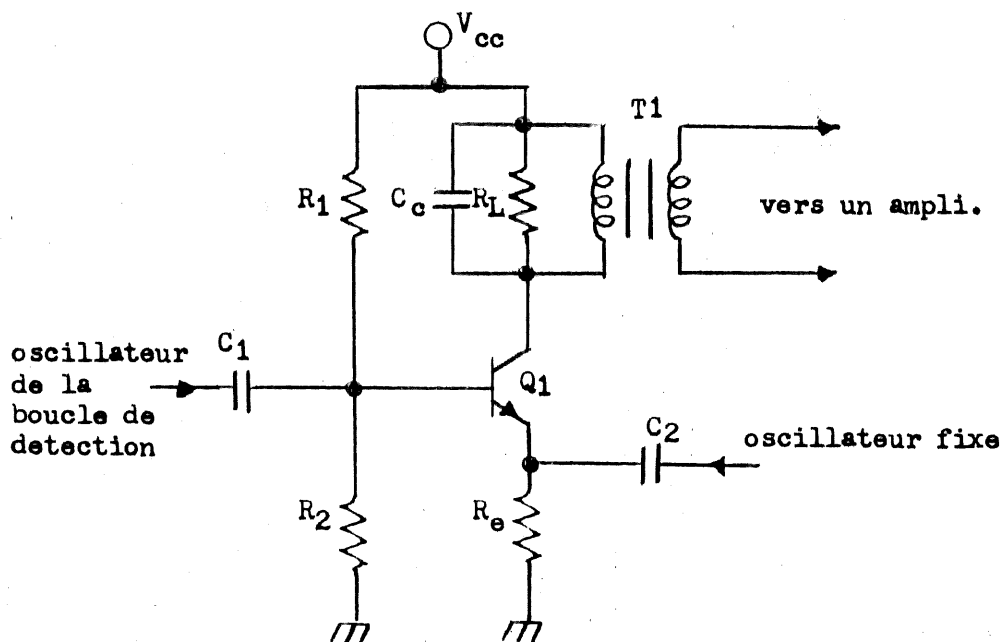 Vcc
T1
R1
Cc
RL
vers un ampli.
oscillateur
de la
boucle de
detection
C1
Q1
C2
oscillateur fixe
R2
Re